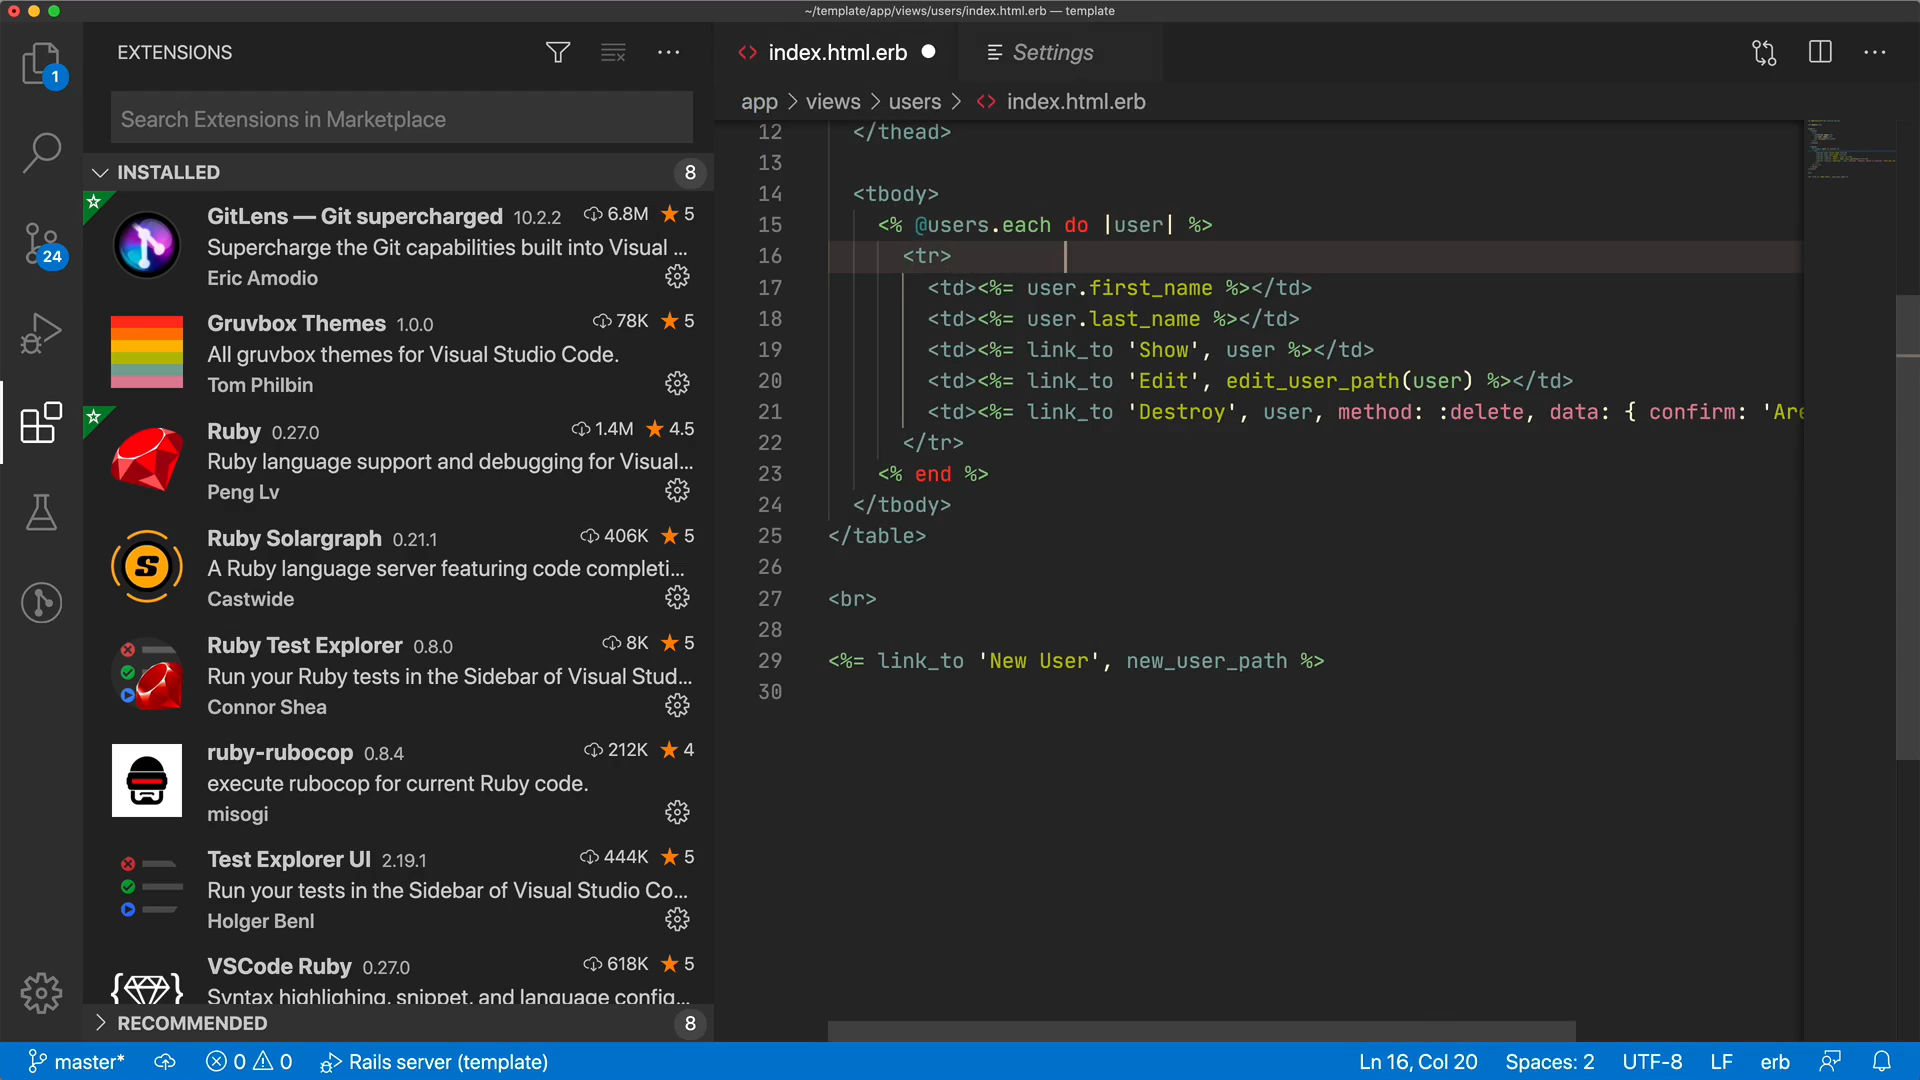 ~/template/app/views/users/index.html.erb — template
1
24
EXTENSIONS
Search Extensions in Marketplace
INSTALLED 8
GitLens — Git supercharged 10.2.2 6.8M 5
Supercharge the Git capabilities built into Visual ...
Eric Amodio
Gruvbox Themes 1.0.0 78K 5
All gruvbox themes for Visual Studio Code.
Tom Philbin
Ruby 0.27.0 1.4M 4.5
Ruby language support and debugging for Visual...
Peng Lv
Ruby Solargraph 0.21.1 406K 5
A Ruby language server featuring code completi...
Castwide
Ruby Test Explorer 0.8.0 8K 5
Run your Ruby tests in the Sidebar of Visual Stud...
Connor Shea
ruby-rubocop 0.8.4 212K 4
execute rubocop for current Ruby code.
misogi
Test Explorer UI 2.19.1 444K 5
Run your tests in the Sidebar of Visual Studio Co...
Holger Benl
VSCode Ruby 0.27.0 618K 5
Syntax highlighing, snippet, and language config...
RECOMMENDED 8
index.html.erb
Settings
app > views > users > index.html.erb
12 </thead>
13
14 <tbody>
15 <% @users.each do |user| %>
16 <tr>
17 <td><%= user.first_name %></td>
18 <td><%= user.last_name %></td>
19 <td><%= link_to 'Show', user %></td>
20 <td><%= link_to 'Edit', edit_user_path(user) %></td>
21 <td><%= link_to 'Destroy', user, method: :delete, data: { confirm: 'Are
22 </tr>
23 <% end %>
24 </tbody>
25 </table>
26
27 <br>
28
29 <%= link_to 'New User', new_user_path %>
30
master* 0 0 Rails server (template) Ln 16, Col 20 Spaces: 2 UTF-8 LF erb